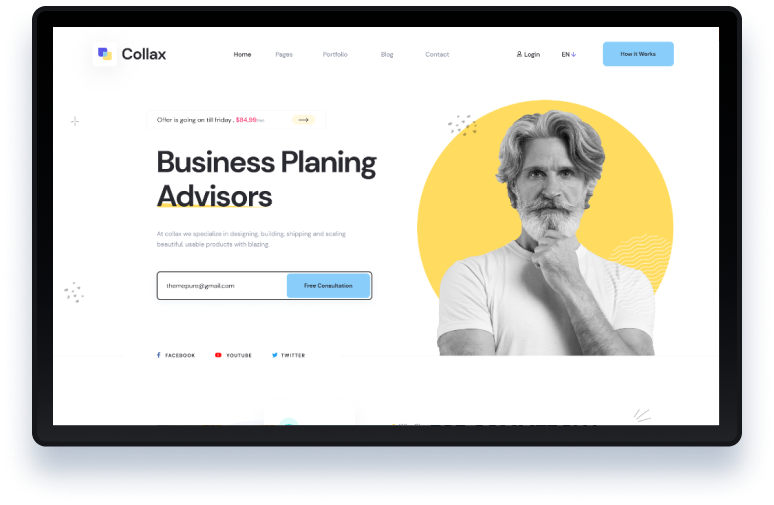 Collax
Home Pages Portfolio Blog Contact
Login
EN
How it Works
Offer is going on till friday , $84.99
Business Planing
Advisors
At collax we specialize in designing, building, shipping and scaling
beautiful, usable products with blazing.
themepure@gmail.com
Free Consultation
FACEBOOK YOUTUBE TWITTER